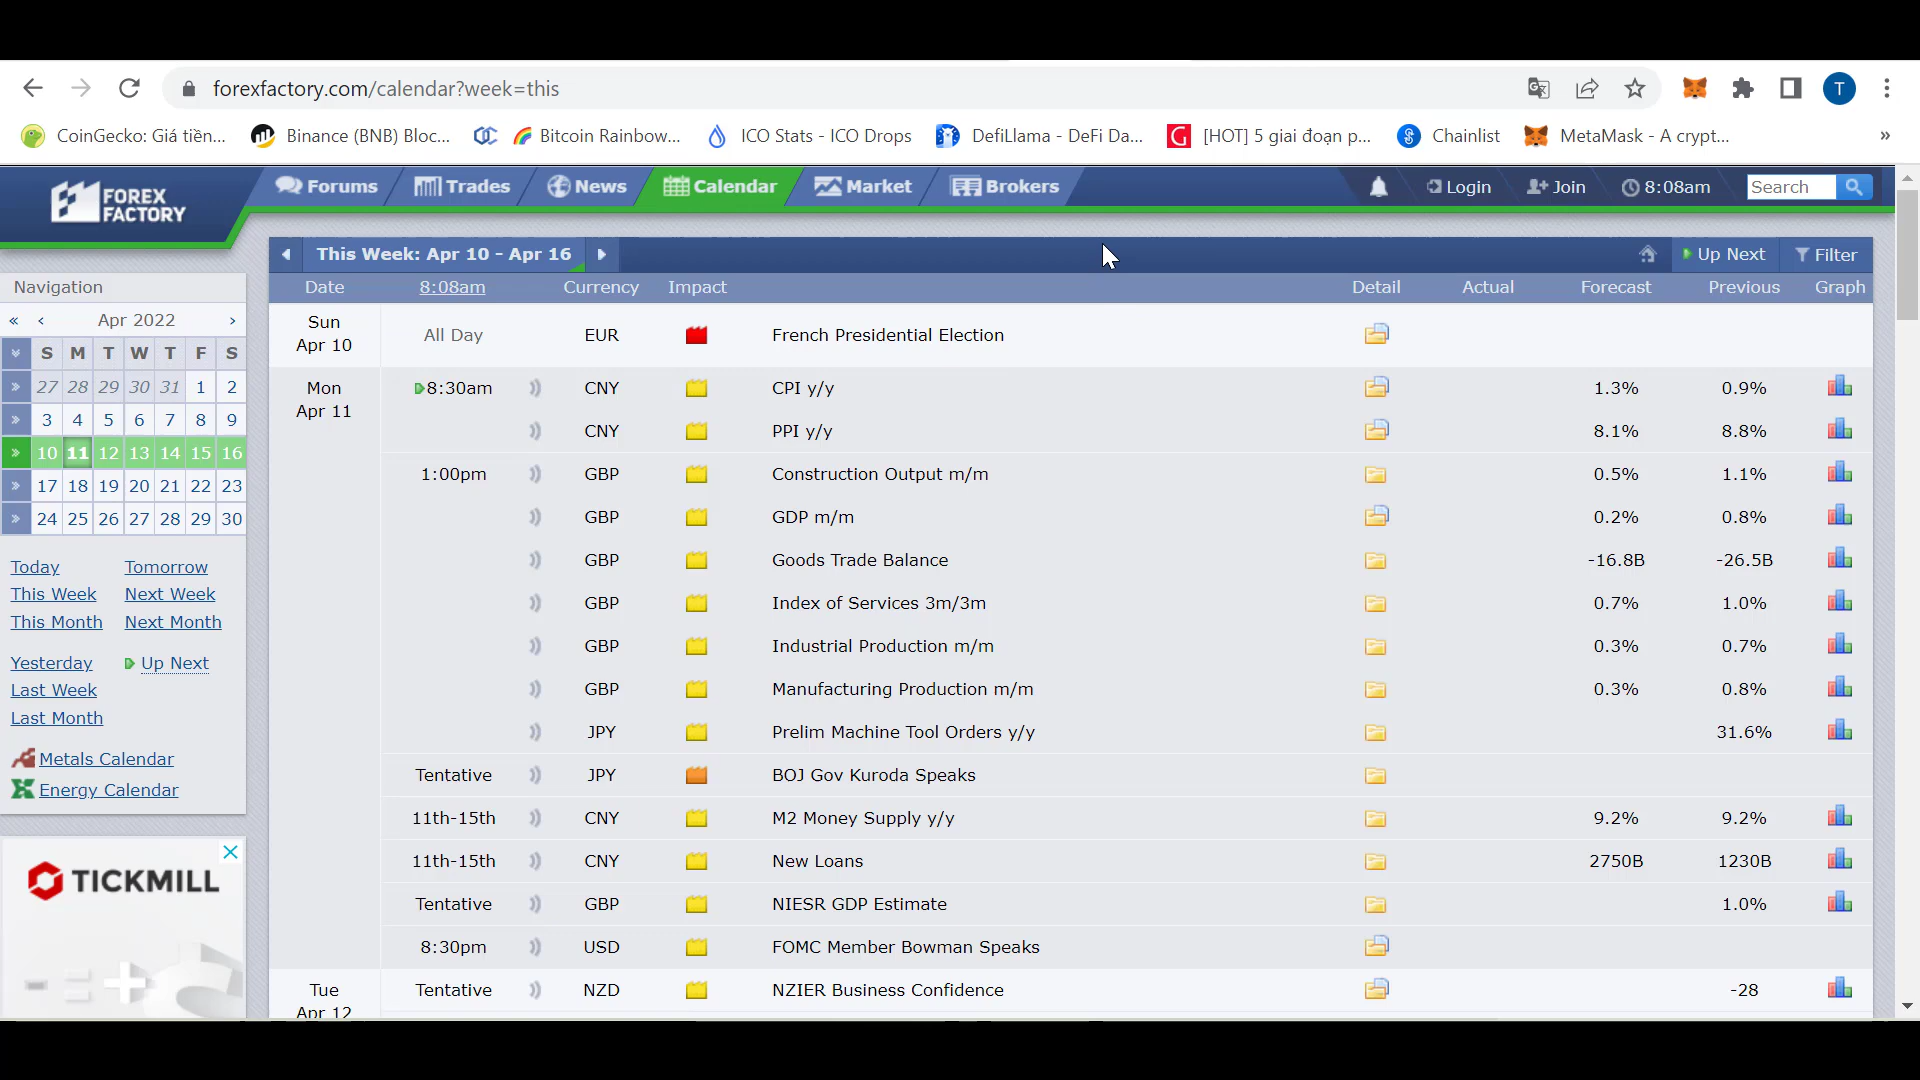 forexfactory.com/calendar?week=this
T
CoinGecko: Giá tiền... Binance (BNB) Bloc... Bitcoin Rainbow... ICO Stats - ICO Drops DefiLlama - DeFi Da... [HOT] 5 giai đoạn p... Chainlist MetaMask - A crypt... »
FOREX FACTORY
Forums Trades News Calendar Market Brokers Login Join 8:08am Search
This Week: Apr 10 - Apr 16 Up Next Filter
Date 8:08am Currency Impact Detail Actual Forecast Previous Graph
Sun Apr 10 All Day EUR French Presidential Election
Mon Apr 11 8:30am CNY CPI y/y 1.3% 0.9%
CNY PPI y/y 8.1% 8.8%
1:00pm GBP Construction Output m/m 0.5% 1.1%
GBP GDP m/m 0.2% 0.8%
GBP Goods Trade Balance -16.8B -26.5B
GBP Index of Services 3m/3m 0.7% 1.0%
GBP Industrial Production m/m 0.3% 0.7%
GBP Manufacturing Production m/m 0.3% 0.8%
JPY Prelim Machine Tool Orders y/y 31.6%
Tentative JPY BOJ Gov Kuroda Speaks
11th-15th CNY M2 Money Supply y/y 9.2% 9.2%
11th-15th CNY New Loans 2750B 1230B
Tentative GBP NIESR GDP Estimate 1.0%
8:30pm USD FOMC Member Bowman Speaks
Tue Apr 12 Tentative NZD NZIER Business Confidence -28
Navigation
« ‹ Apr 2022 ›
S M T W T F S
» 27 28 29 30 31 1 2
» 3 4 5 6 7 8 9
» 10 11 12 13 14 15 16
» 17 18 19 20 21 22 23
» 24 25 26 27 28 29 30
Today Tomorrow
This Week Next Week
This Month Next Month
Yesterday Up Next
Last Week
Last Month
Metals Calendar
Energy Calendar
TICKMILL